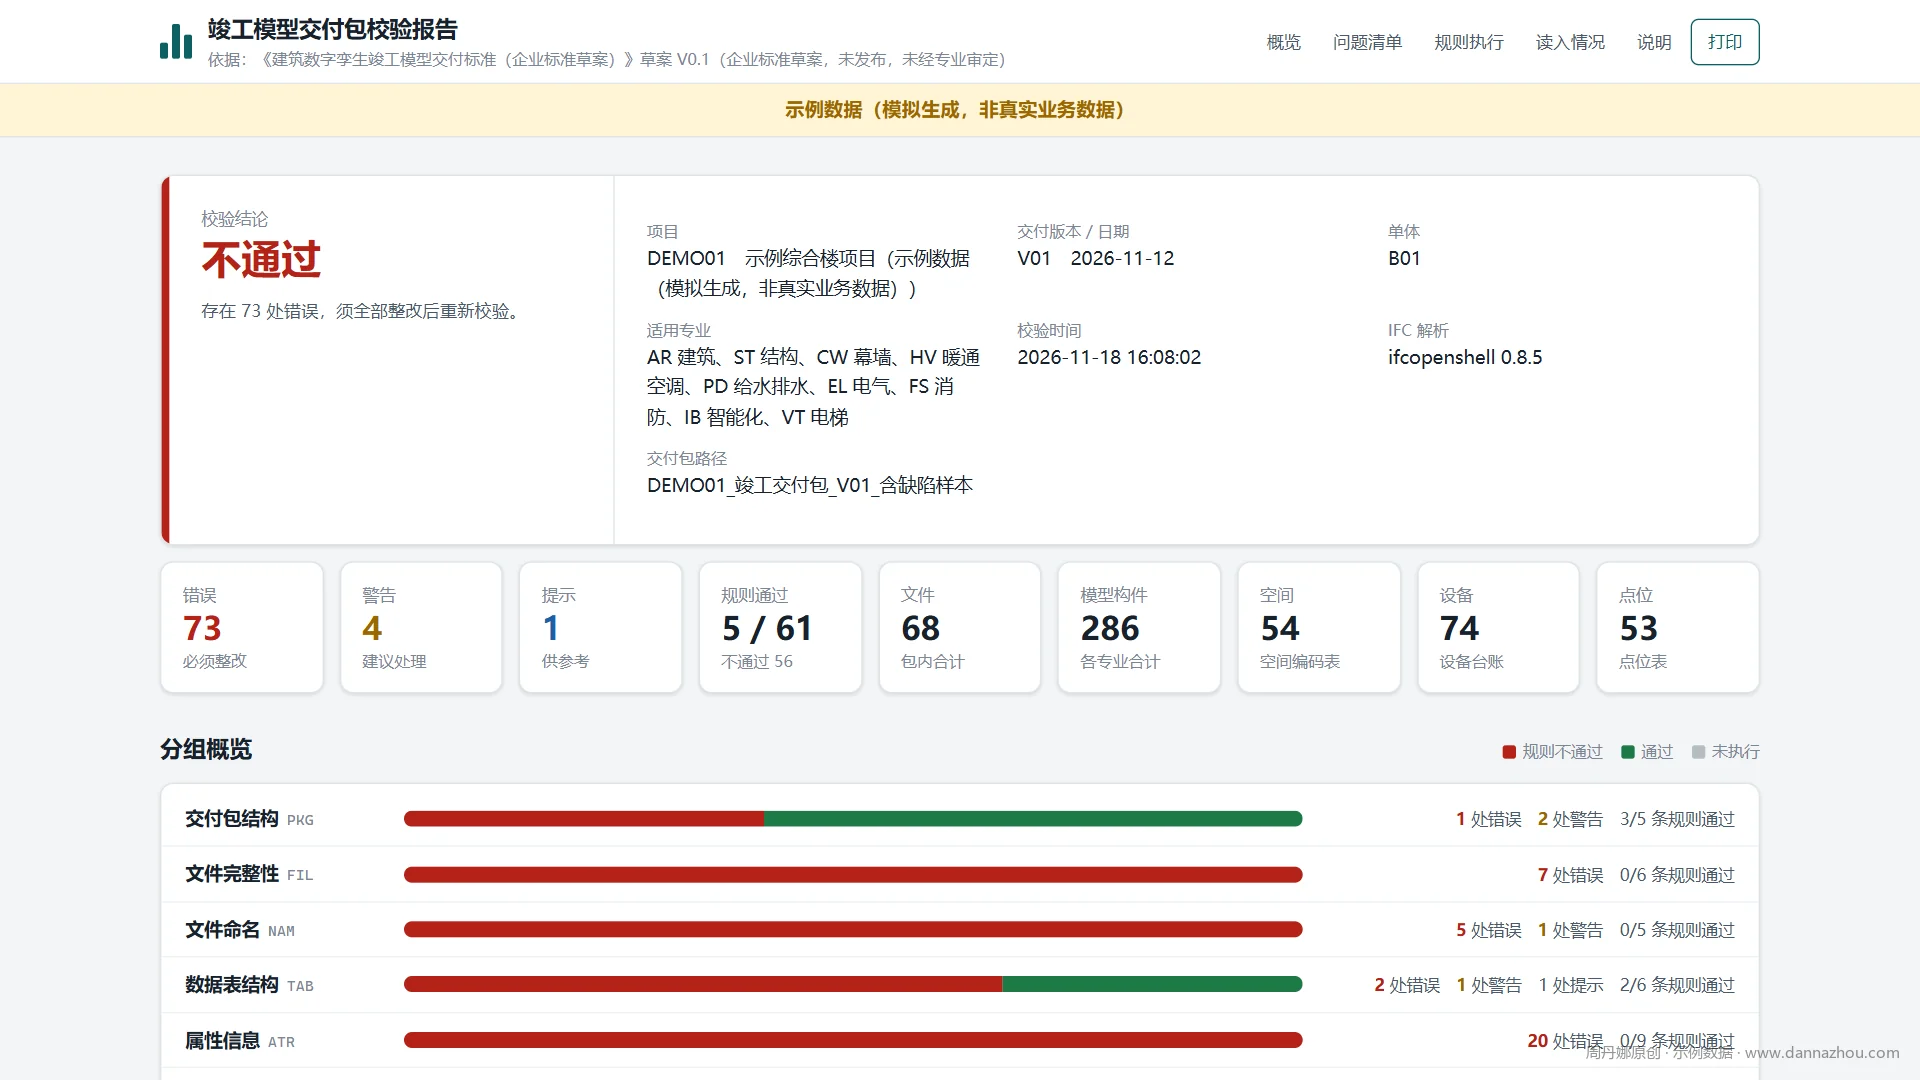 竣工模型交付包校验报告
依据：《建筑数字孪生竣工模型交付标准（企业标准草案）》草案 V0.1（企业标准草案，未发布，未经专业审定）
概览 问题清单 规则执行 读入情况 说明 打印
示例数据（模拟生成，非真实业务数据）
校验结论
不通过
存在 73 处错误，须全部整改后重新校验。
项目
DEMO01 示例综合楼项目（示例数据
（模拟生成，非真实业务数据））
交付版本 / 日期
V01 2026-11-12
单体
B01
适用专业
AR 建筑、ST 结构、CW 幕墙、HV 暖通
空调、PD 给水排水、EL 电气、FS 消
防、IB 智能化、VT 电梯
校验时间
2026-11-18 16:08:02
IFC 解析
ifcopenshell 0.8.5
交付包路径
DEMO01_竣工交付包_V01_含缺陷样本
错误
73
必须整改
警告
4
建议处理
提示
1
供参考
规则通过
5 / 61
不通过 56
文件
68
包内合计
模型构件
286
各专业合计
空间
54
空间编码表
设备
74
设备台账
点位
53
点位表
分组概览
规则不通过 通过 未执行
交付包结构 PKG 1 处错误 2 处警告 3/5 条规则通过
文件完整性 FIL 7 处错误 0/6 条规则通过
文件命名 NAM 5 处错误 1 处警告 0/5 条规则通过
数据表结构 TAB 2 处错误 1 处警告 1 处提示 2/6 条规则通过
属性信息 ATR 20 处错误 0/9 条规则通过
周丹娜原创 · 示例数据 · www.dannazhou.com